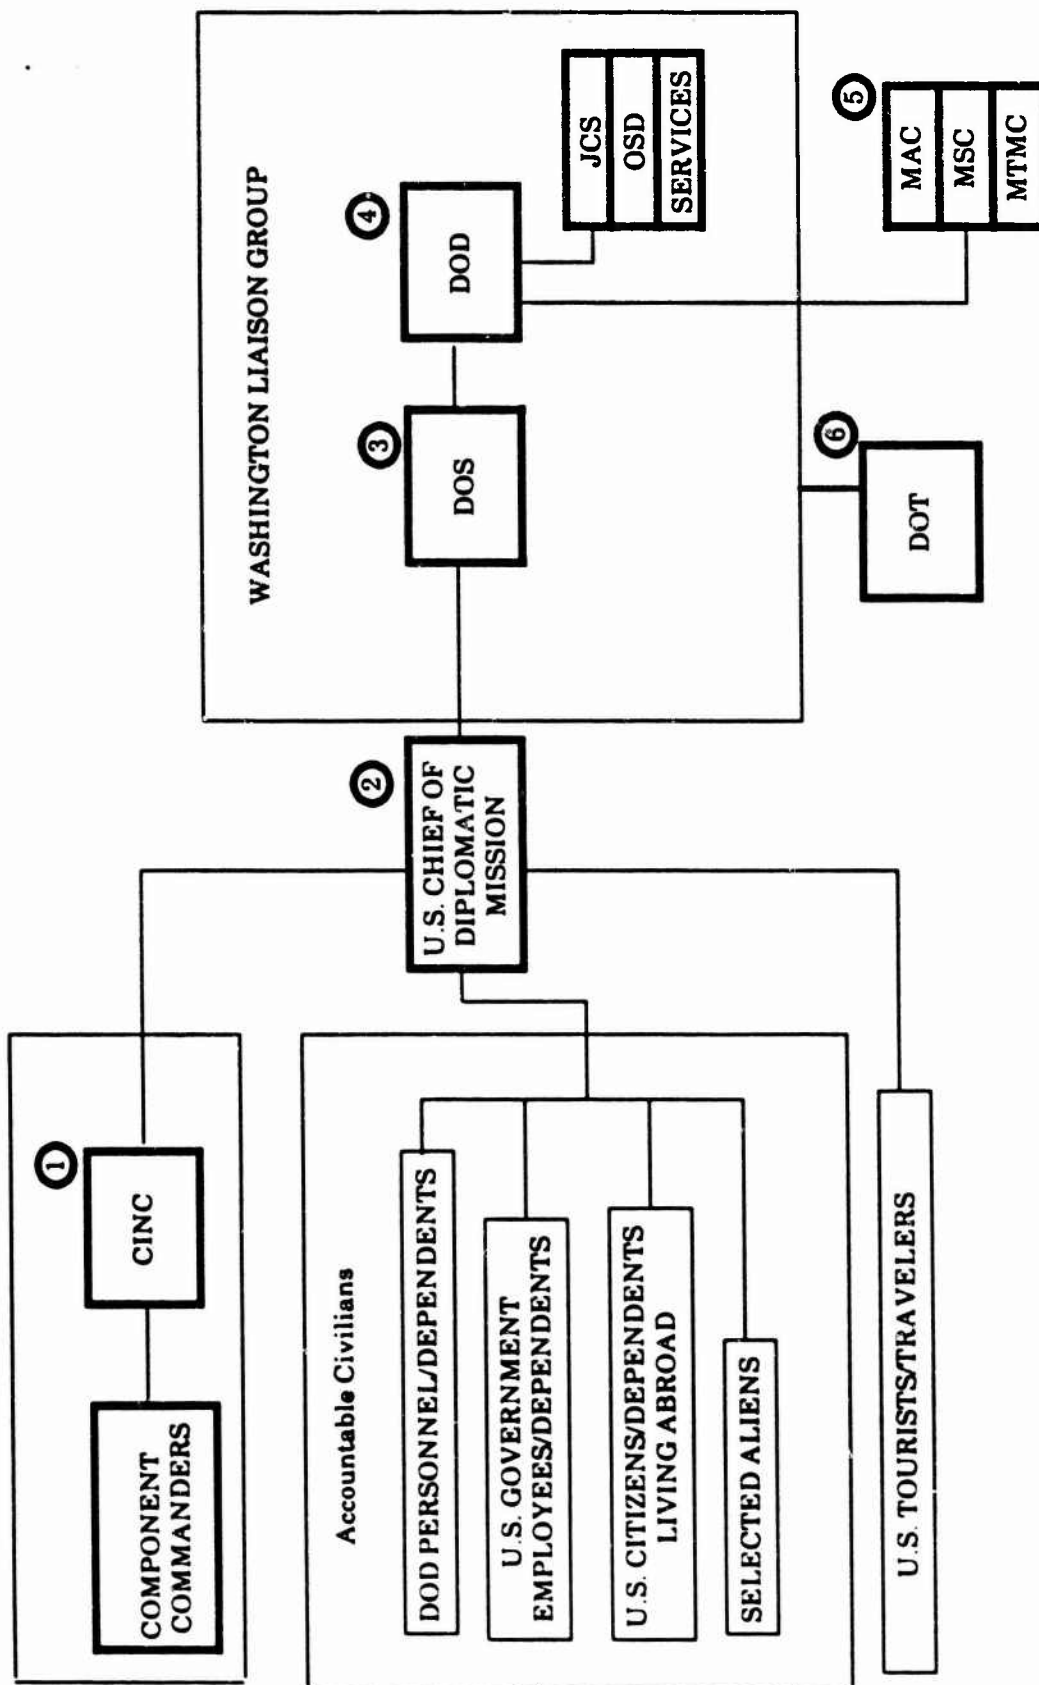 WASHINGTON LIAISON GROUP
1
CINC
COMPONENT
COMMANDERS
2
U.S. CHIEF OF
DIPLOMATIC
MISSION
3
DOS
4
DOD
JCS
OSD
SERVICES
5
MAC
MSC
MTMC
6
DOT
Accountable Civilians
DOD PERSONNEL/DEPENDENTS
U.S. GOVERNMENT
EMPLOYEES/DEPENDENTS
U.S. CITIZENS/DEPENDENTS
LIVING ABROAD
SELECTED ALIENS
U.S. TOURISTS/TRAVELERS